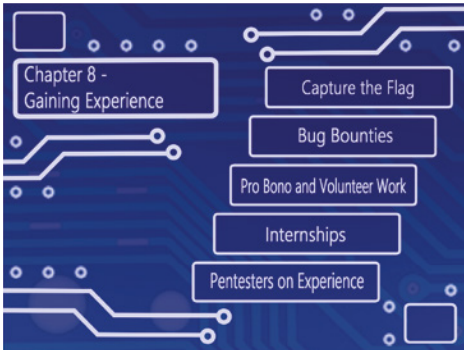 Chapter 8 -
Gaining Experience
Capture the Flag
Bug Bounties
Pro Bono and Volunteer Work
Internships
Pentesters on Experience